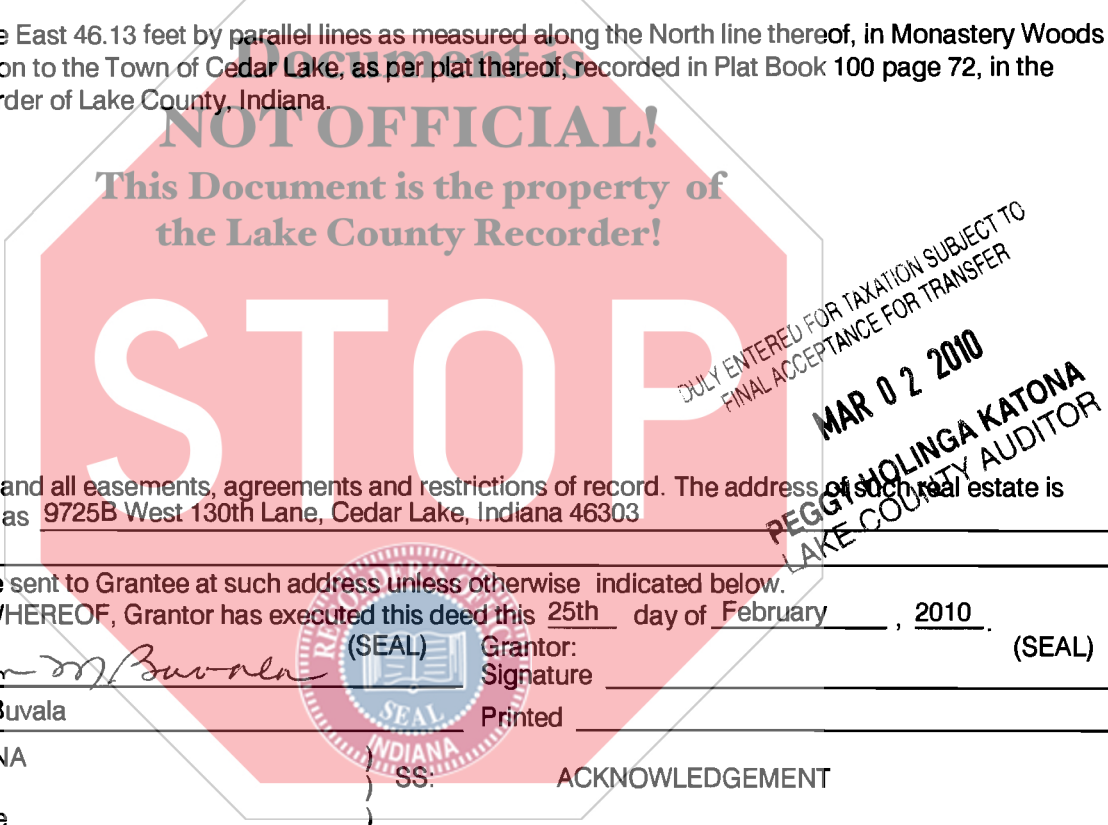 e East 46.13 feet by parallel lines as measured along the North line thereof, in Monastery Woods
on to the Town of Cedar Lake, as per plat thereof, recorded in Plat Book 100 page 72, in the
rder of Lake County, Indiana.
Document is
NOT OFFICIAL!
This Document is the property of
the Lake County Recorder!
STOP
DULY ENTERED FOR TAXATION SUBJECT TO
FINAL ACCEPTANCE FOR TRANSFER
MAR 02 2010
PEGGY HOLINGA KATONA
LAKE COUNTY AUDITOR
and all easements, agreements and restrictions of record. The address of such real estate is
as 9725B West 130th Lane, Cedar Lake, Indiana 46303
e sent to Grantee at such address unless otherwise indicated below.
HEREOF, Grantor has executed this deed this 25th day of February , 2010 .
(SEAL) Grantor: (SEAL)
M. Buvala Signature
Buvala Printed
RECORDER'S OFFICE
SEAL
INDIANA
NA ) SS: ACKNOWLEDGEMENT
)
e )